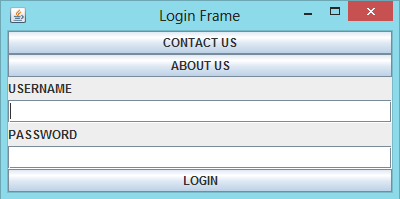 Login Frame
CONTACT US
ABOUT US
USERNAME
PASSWORD
LOGIN